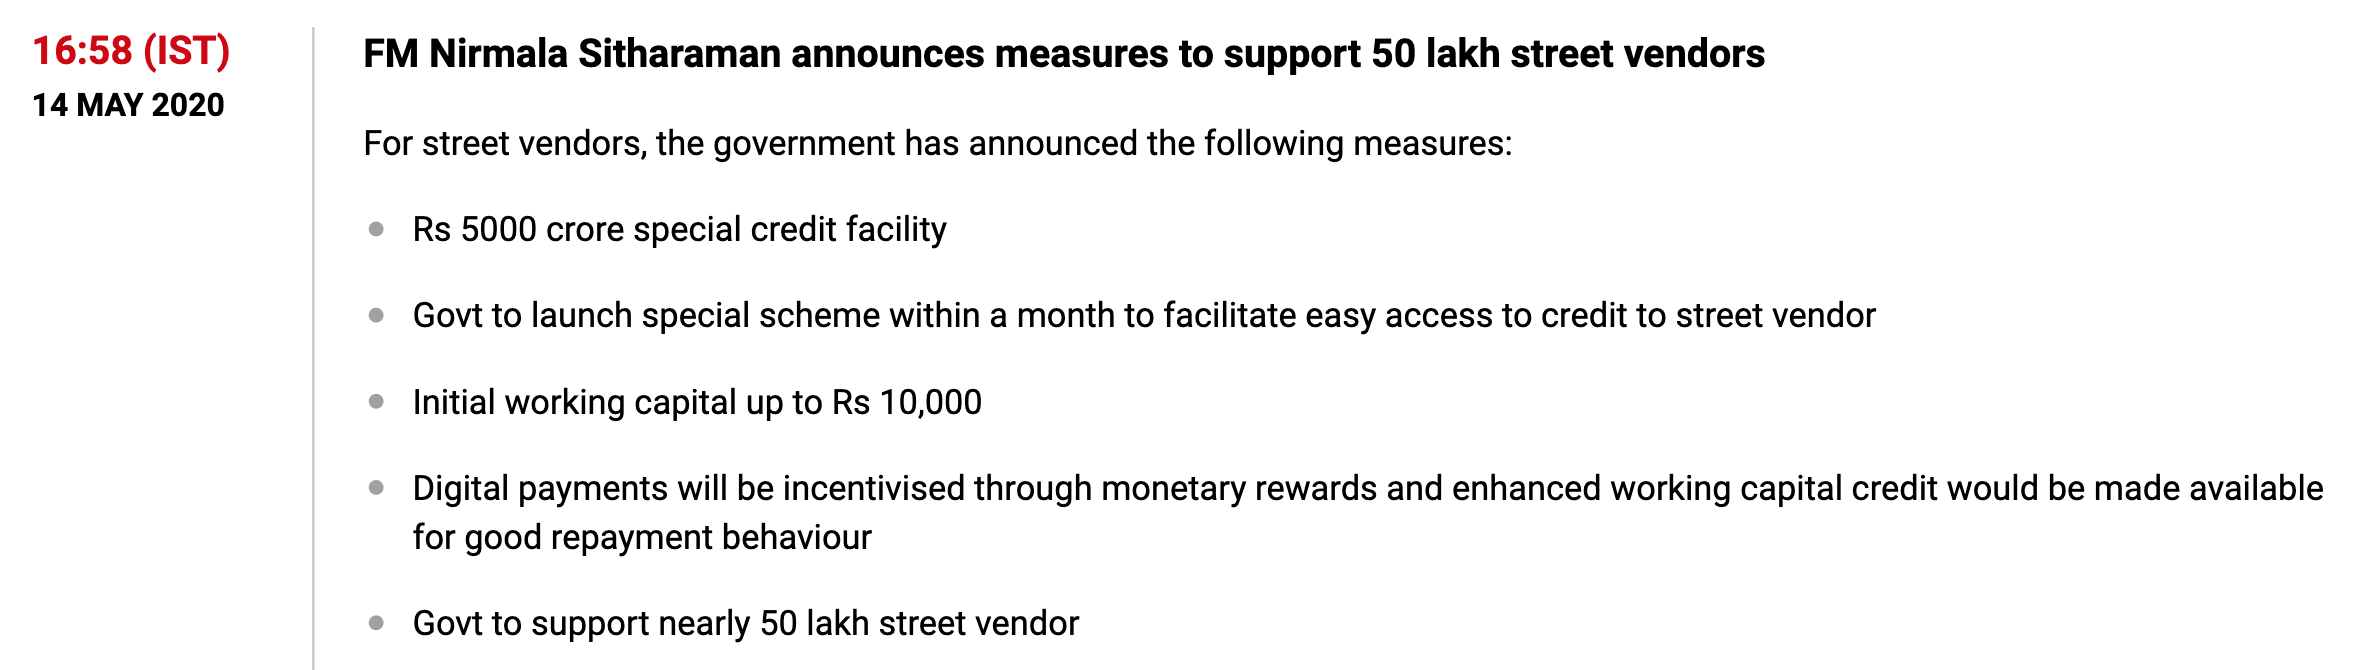 16:58 (IST)
14 MAY 2020
FM Nirmala Sitharaman announces measures to support 50 lakh street vendors
For street vendors, the government has announced the following measures:
Rs 5000 crore special credit facility
Govt to launch special scheme within a month to facilitate easy access to credit to street vendor
Initial working capital up to Rs 10,000
Digital payments will be incentivised through monetary rewards and enhanced working capital credit would be made available
for good repayment behaviour
Govt to support nearly 50 lakh street vendor